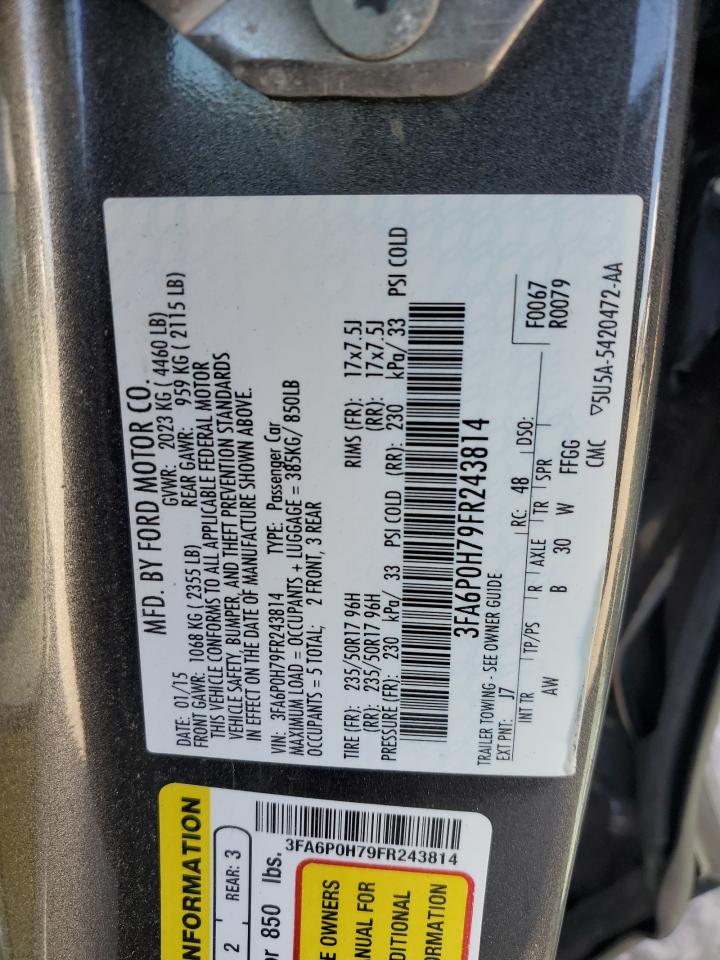 MFD. BY FORD MOTOR CO.
DATE: 01/15 GVWR: 2023 KG ( 4460 LB)
FRONT GAWR: 1068 KG ( 2355 LB) REAR GAWR: 959 KG ( 2115 LB)
THIS VEHICLE CONFORMS TO ALL APPLICABLE FEDERAL MOTOR
VEHICLE SAFETY, BUMPER, AND THEFT PREVENTION STANDARDS
IN EFFECT ON THE DATE OF MANUFACTURE SHOWN ABOVE.
VIN: 3FA6P0H79FR243814 TYPE: Passenger Car
MAXIMUM LOAD = OCCUPANTS + LUGGAGE = 385KG/ 850LB
OCCUPANTS = 5 TOTAL; 2 FRONT, 3 REAR
TIRE (FR): 235/50R17 96H RIMS (FR): 17x7.5J
(RR): 235/50R17 96H (RR): 17x7.5J
PRESSURE (FR): 230 kPa/ 33 PSI COLD (RR): 230 kPa/ 33 PSI COLD
3FA6P0H79FR243814
TRAILER TOWING - SEE OWNER GUIDE
F0067
R0079
EXT PNT: J7 RC: 48 DSO:
INT TR TP/PS R AXLE TR SPR
AW B 30 W FFGG
CMC ▽5U5A-5420472-AA
NFORMATION
2 REAR: 3
or 850 lbs.
3FA6P0H79FR243814
E OWNERS
ANUAL FOR
DITIONAL
ORMATION